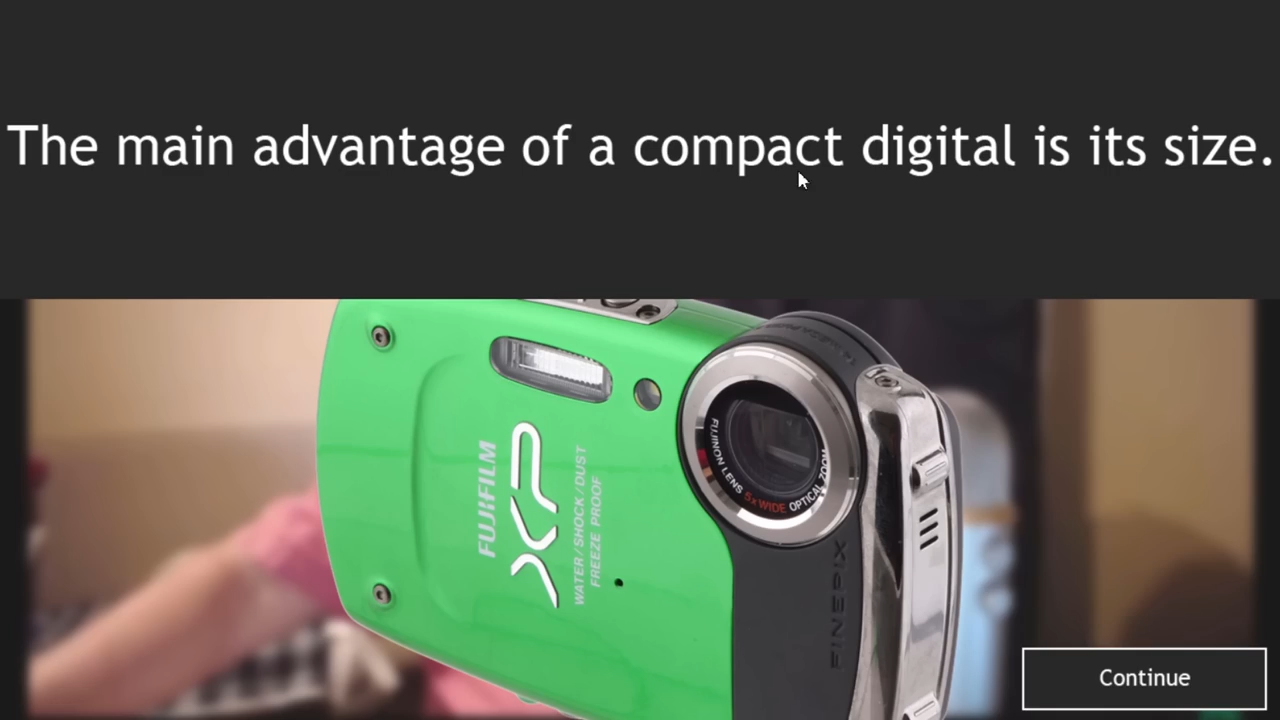 The main advantage of a compact digital is its size.
FUJIFILM
XP
WATER/SHOCK/DUST
FREEZE PROOF
FUJINON LENS 5x WIDE OPTICAL ZOOM
FINEPIX
Continue